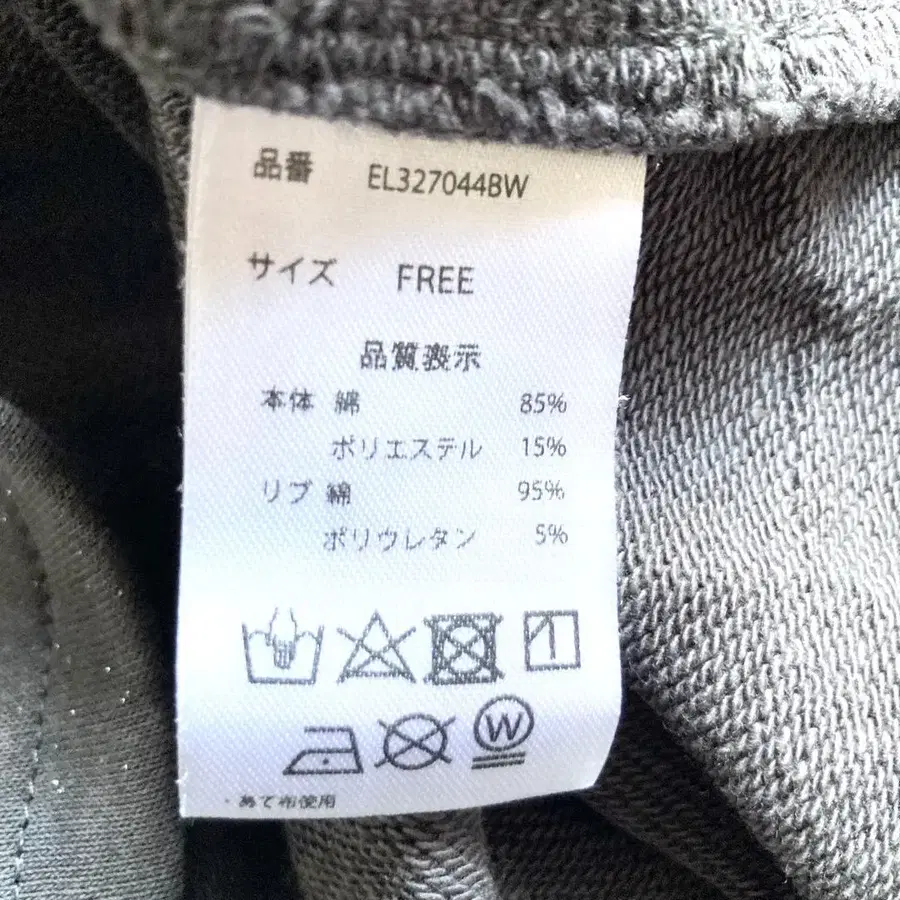 品番 EL327044BW
サイズ FREE
品質表示
本体 綿 85%
ポリエステル 15%
リブ 綿 95%
ポリウレタン 5%
W
・あて布使用